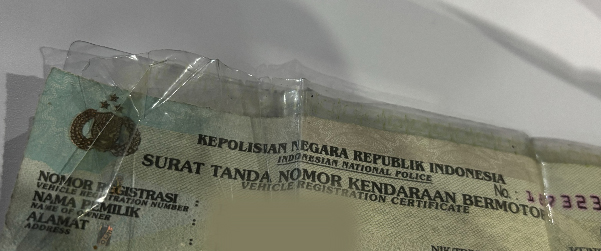 KEPOLISIAN NEGARA REPUBLIK INDONESIA
INDONESIAN NATIONAL POLICE
SURAT TANDA NOMOR KENDARAAN BERMOTOR
VEHICLE REGISTRATION CERTIFICATE
No.:
NOMOR REGISTRASI :
VEHICLE REGISTRATION NUMBER
NAMA PEMILIK
NAME OF OWNER
ALAMAT :
ADDRESS